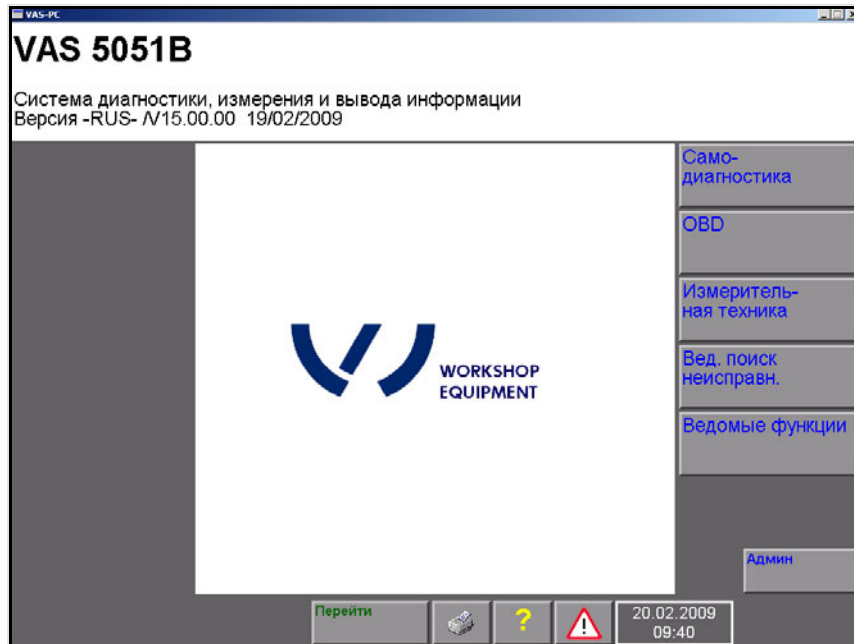 VAS-PC
VAS 5051B
Система диагностики, измерения и вывода информации
Версия -RUS- /V15.00.00 19/02/2009
Само-
диагностика
OBD
Измеритель-
ная техника
Вед. поиск
неисправн.
Ведомые функции
WORKSHOP
EQUIPMENT
Админ
Перейти
?
20.02.2009
09:40